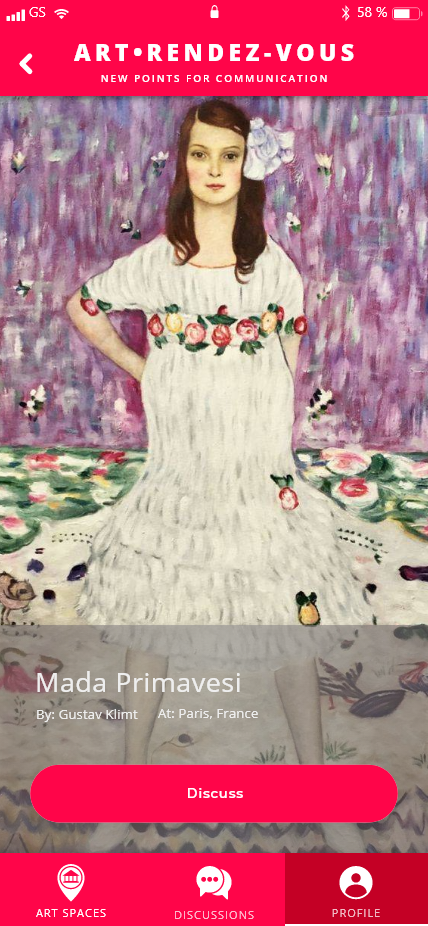 GS 58 %
ART•RENDEZ-VOUS
NEW POINTS FOR COMMUNICATION
Mada Primavesi
By: Gustav Klimt At: Paris, France
Discuss
ART SPACES DISCUSSIONS PROFILE